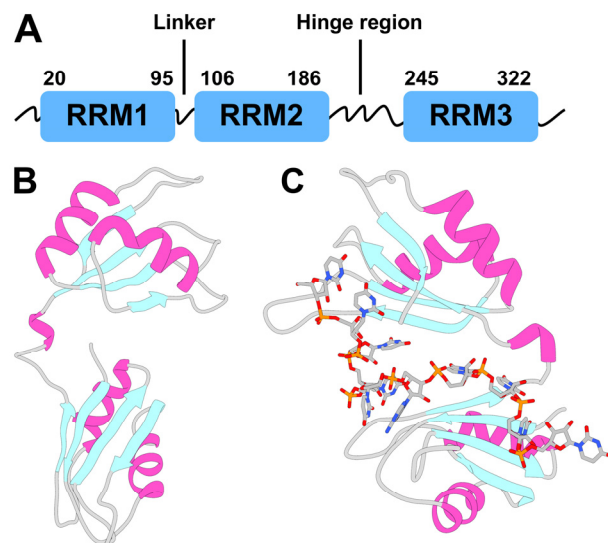 A
Linker
Hinge region
20 95 106 186 245 322
RRM1 RRM2 RRM3
B
C